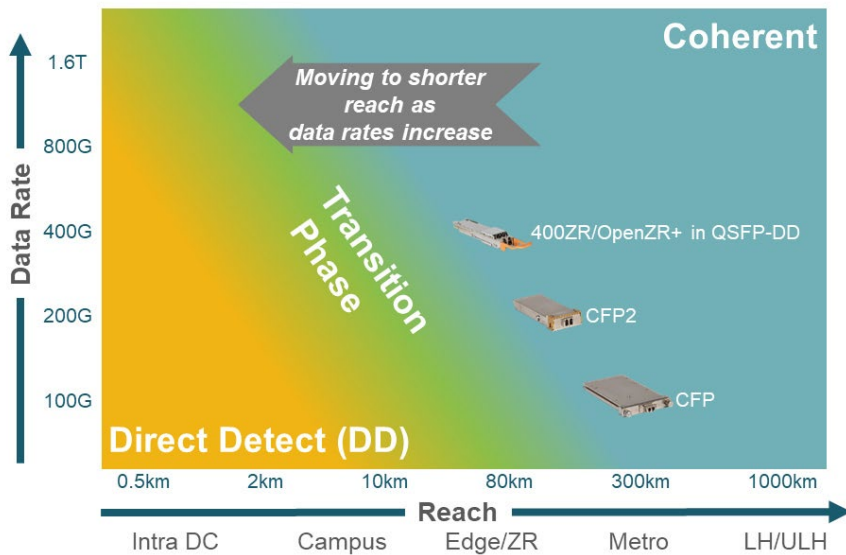 Coherent
1.6T
Moving to shorter
reach as
data rates increase
800G
Data Rate
400G
400ZR/OpenZR+ in QSFP-DD
Transition
Phase
200G
CFP2
100G
CFP
Direct Detect (DD)
0.5km 2km 10km 80km 300km 1000km
Reach
Intra DC Campus Edge/ZR Metro LH/ULH